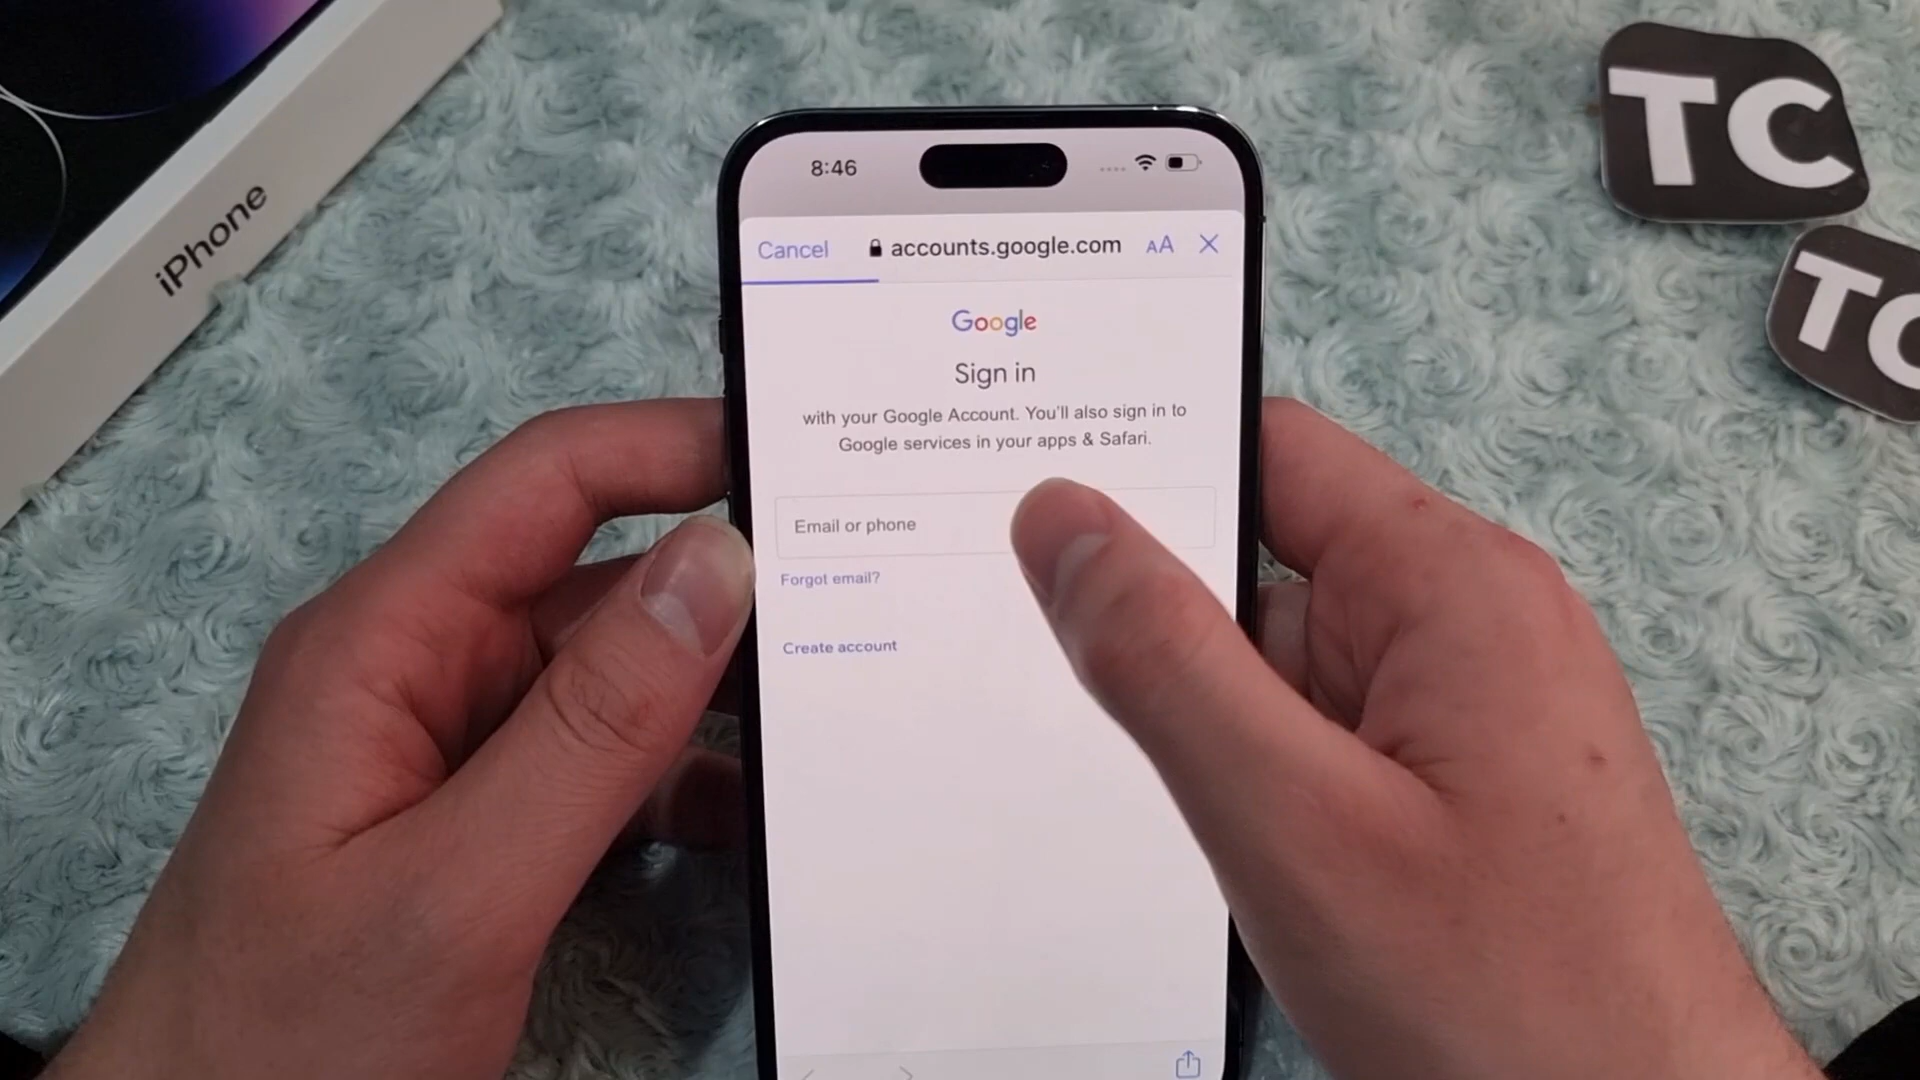 iPhone
TC
TC
8:46
Cancel
accounts.google.com
AA
Google
Sign in
with your Google Account. You'll also sign in to
Google services in your apps & Safari.
Email or phone
Forgot email?
Create account